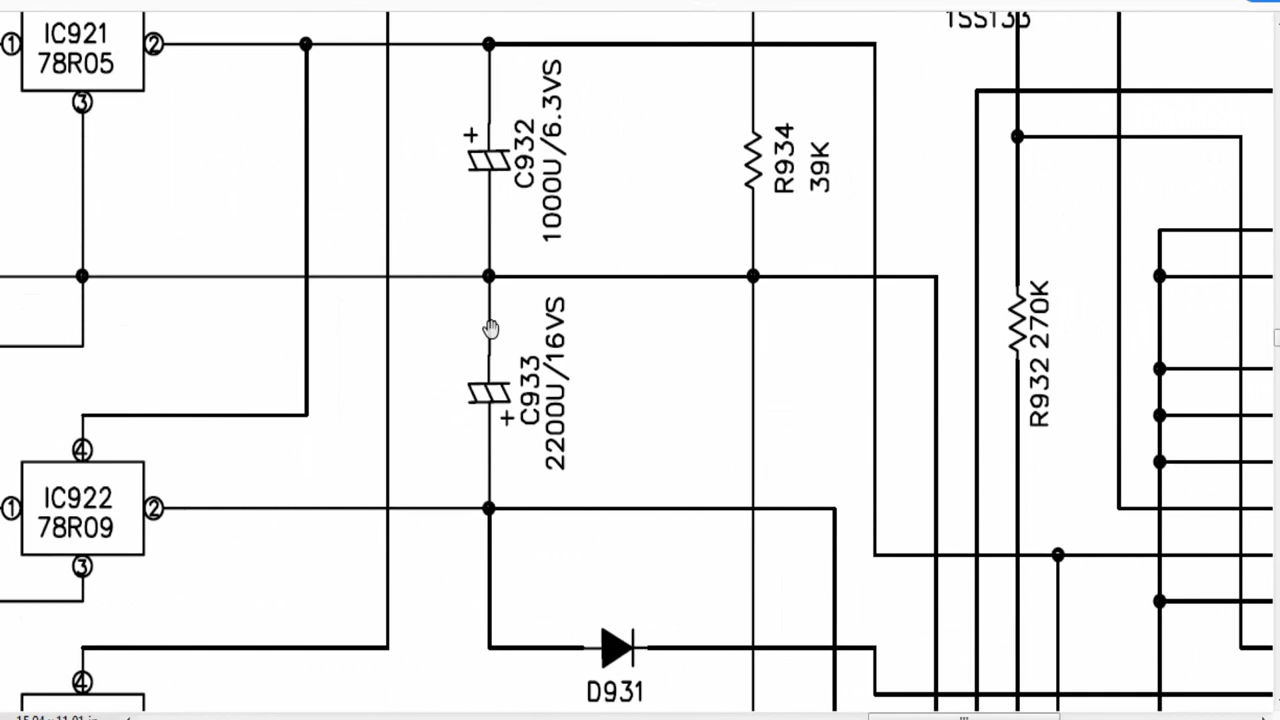 1SS133
①
IC921
78R05
②
③
+
C932
1000U/6.3VS
R934
39K
R932 270K
C933
2200U/16VS
+
④
①
IC922
78R09
②
③
④
D931